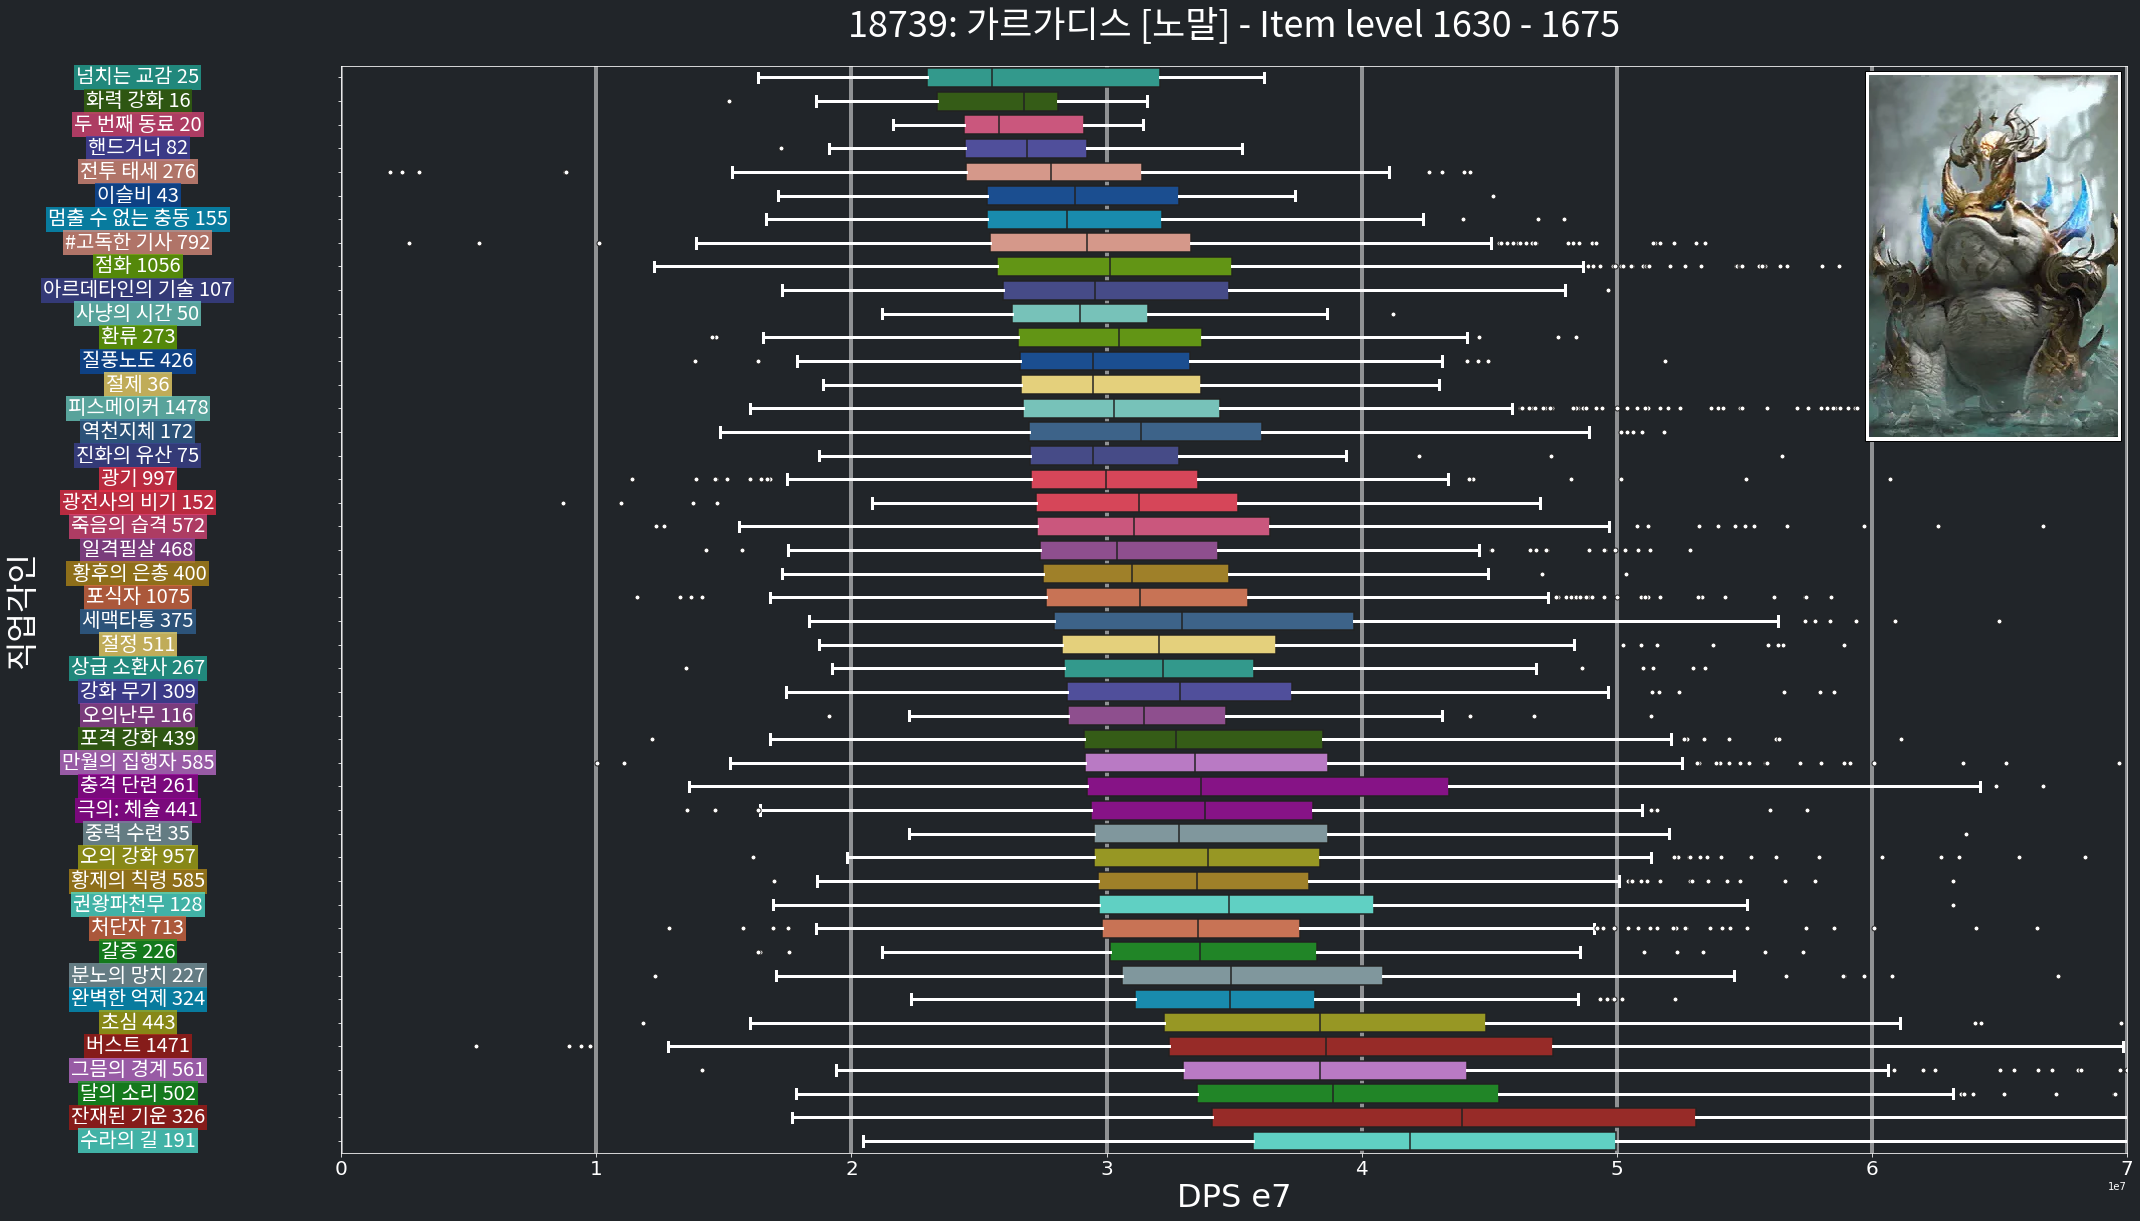 18739: 가르가디스 [노말] - Item level 1630 - 1675
넘치는 교감 25
화력 강화 16
두 번째 동료 20
핸드거너 82
전투 태세 276
이슬비 43
멈출 수 없는 충동 155
#고독한 기사 792
점화 1056
아르데타인의 기술 107
사냥의 시간 50
환류 273
질풍노도 426
절제 36
피스메이커 1478
역천지체 172
진화의 유산 75
광기 997
광전사의 비기 152
죽음의 습격 572
일격필살 468
황후의 은총 400
포식자 1075
세맥타통 375
절정 511
상급 소환사 267
강화 무기 309
오의난무 116
포격 강화 439
만월의 집행자 585
충격 단련 261
극의: 체술 441
중력 수련 35
오의 강화 957
황제의 칙령 585
권왕파천무 128
처단자 713
갈증 226
분노의 망치 227
완벽한 억제 324
초심 443
버스트 1471
그믐의 경계 561
달의 소리 502
잔재된 기운 326
수라의 길 191
직업각인
0 1 2 3 4 5 6 7
DPS e7
1e7